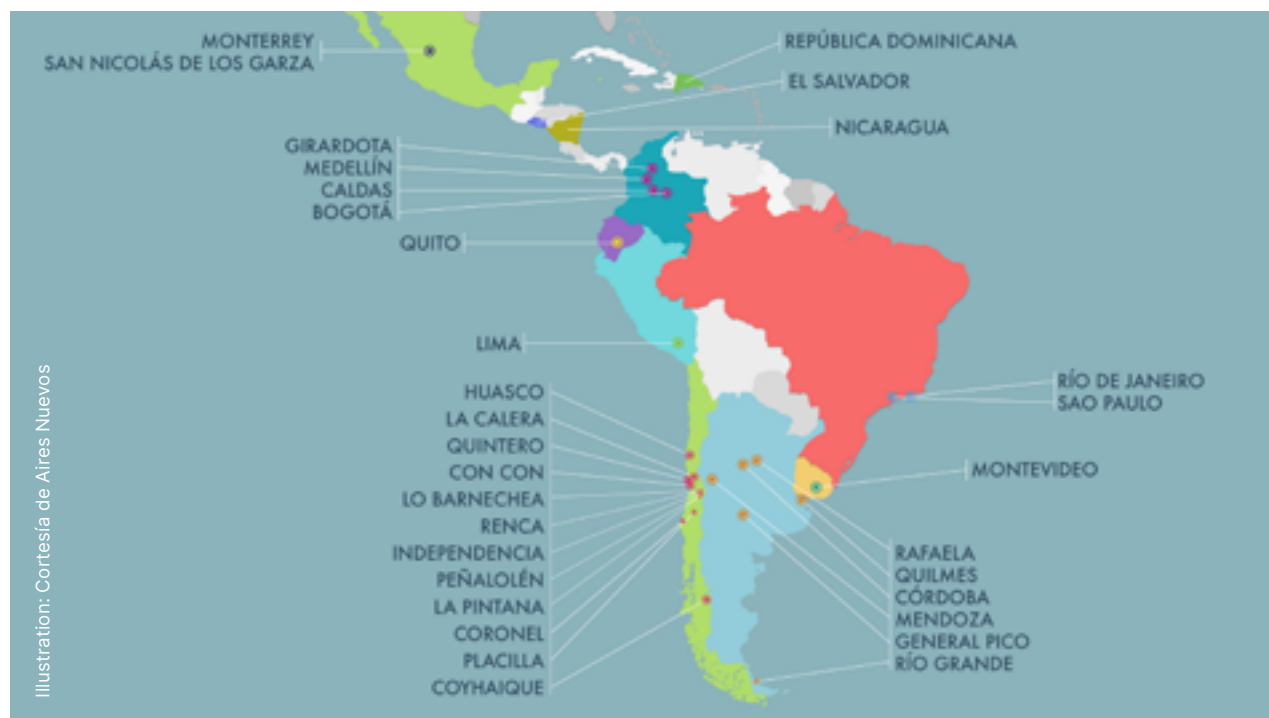 MONTERREY
SAN NICOLÁS DE LOS GARZA
REPÚBLICA DOMINICANA
EL SALVADOR
NICARAGUA
GIRARDOTA
MEDELLÍN
CALDAS
BOGOTÁ
QUITO
LIMA
HUASCO
LA CALERA
QUINTERO
CON CON
LO BARNECHEA
RENCA
INDEPENDENCIA
PEÑALOLÉN
LA PINTANA
CORONEL
PLACILLA
COYHAIQUE
RÍO DE JANEIRO
SAO PAULO
MONTEVIDEO
RAFAELA
QUILMES
CÓRDOBA
MENDOZA
GENERAL PICO
RÍO GRANDE
Illustration: Cortesía de Aires Nuevos